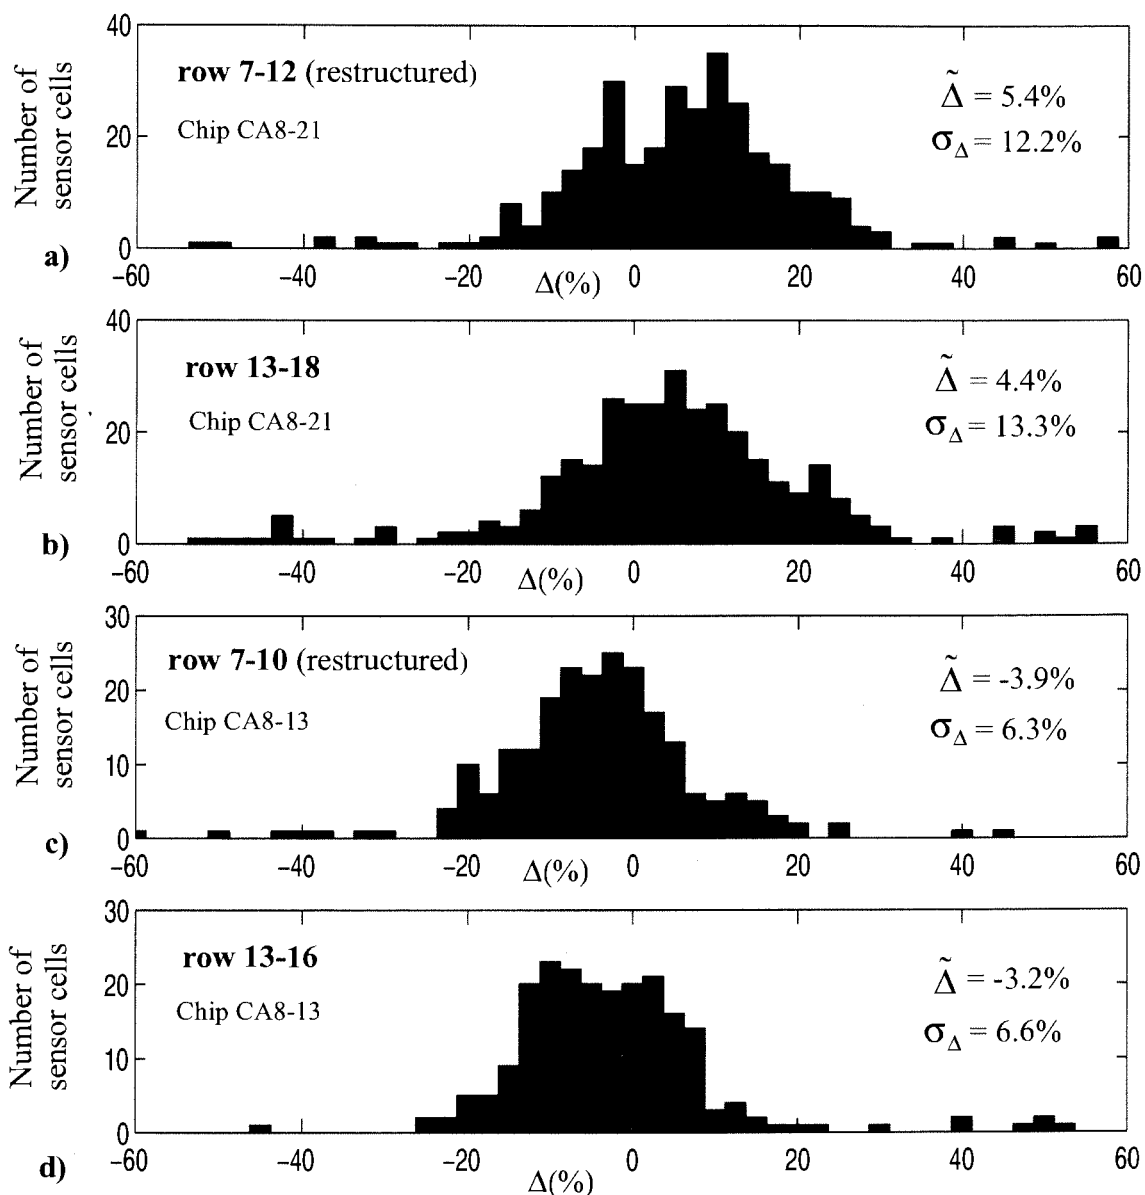 40
row 7-12 (restructured)
Δ̃ = 5.4%
Chip CA8-21
σΔ = 12.2%
20
Number of
sensor cells
0
a)
−60 −40 −20 Δ(%) 0 20 40 60
40
row 13-18
Δ̃ = 4.4%
Chip CA8-21
σΔ = 13.3%
20
Number of
sensor cells
0
b)
−60 −40 −20 Δ(%) 0 20 40 60
30
row 7-10 (restructured)
Δ̃ = -3.9%
20
Chip CA8-13
σΔ = 6.3%
10
Number of
sensor cells
0
c)
−60 −40 −20 Δ(%) 0 20 40 60
30
row 13-16
Δ̃ = -3.2%
20
Chip CA8-13
σΔ = 6.6%
10
Number of
sensor cells
0
d)
−60 −40 −20 Δ(%) 0 20 40 60